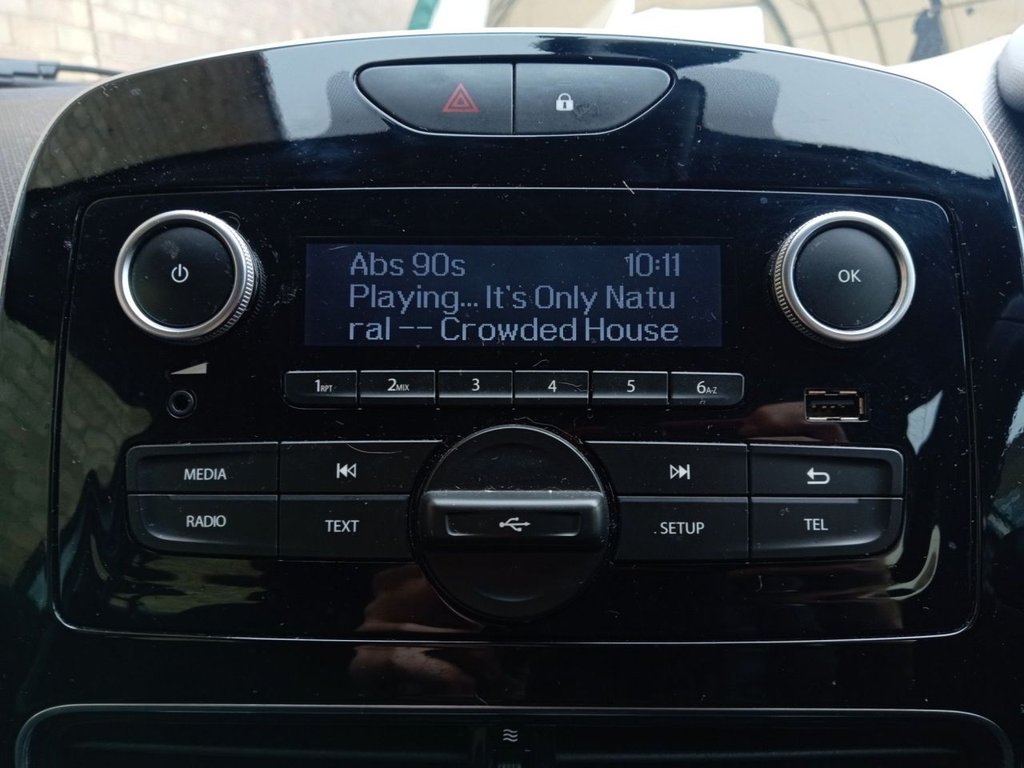 Abs 90s 10:11
Playing... It's Only Natu
ral -- Crowded House
OK
1RPT 2MIX 3 4 5 6A-Z
MEDIA
RADIO TEXT SETUP TEL